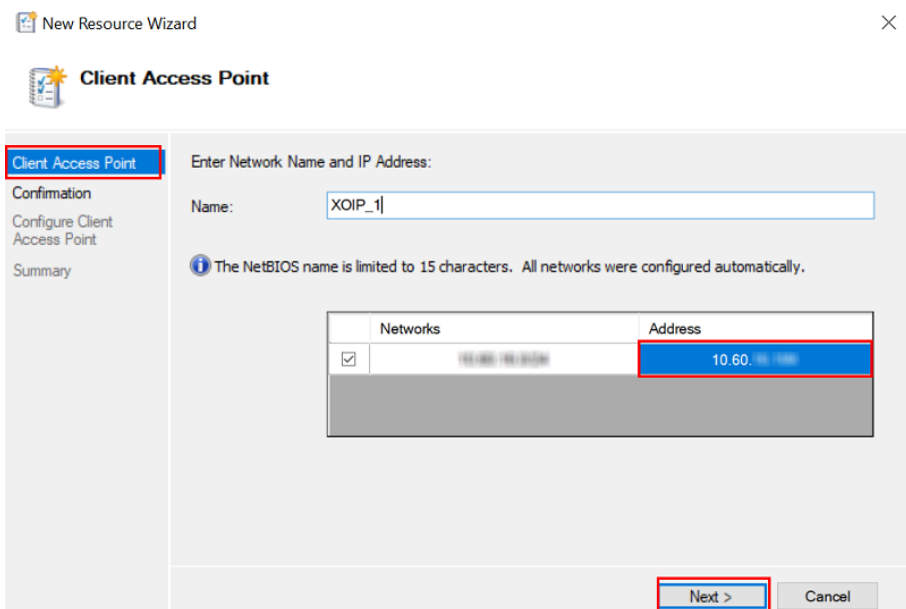 New Resource Wizard
Client Access Point
Client Access Point
Confirmation
Configure Client
Access Point
Summary
Enter Network Name and IP Address:
Name:
XOIP_1
The NetBIOS name is limited to 15 characters. All networks were configured automatically.
Networks Address
10.60.
Next >
Cancel